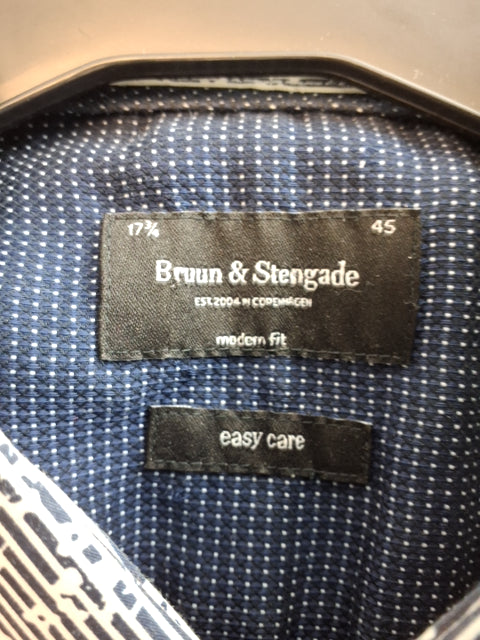 17¾ 45
Bruun & Stengade
EST. 2004 IN COPENHAGEN
modern fit
easy care